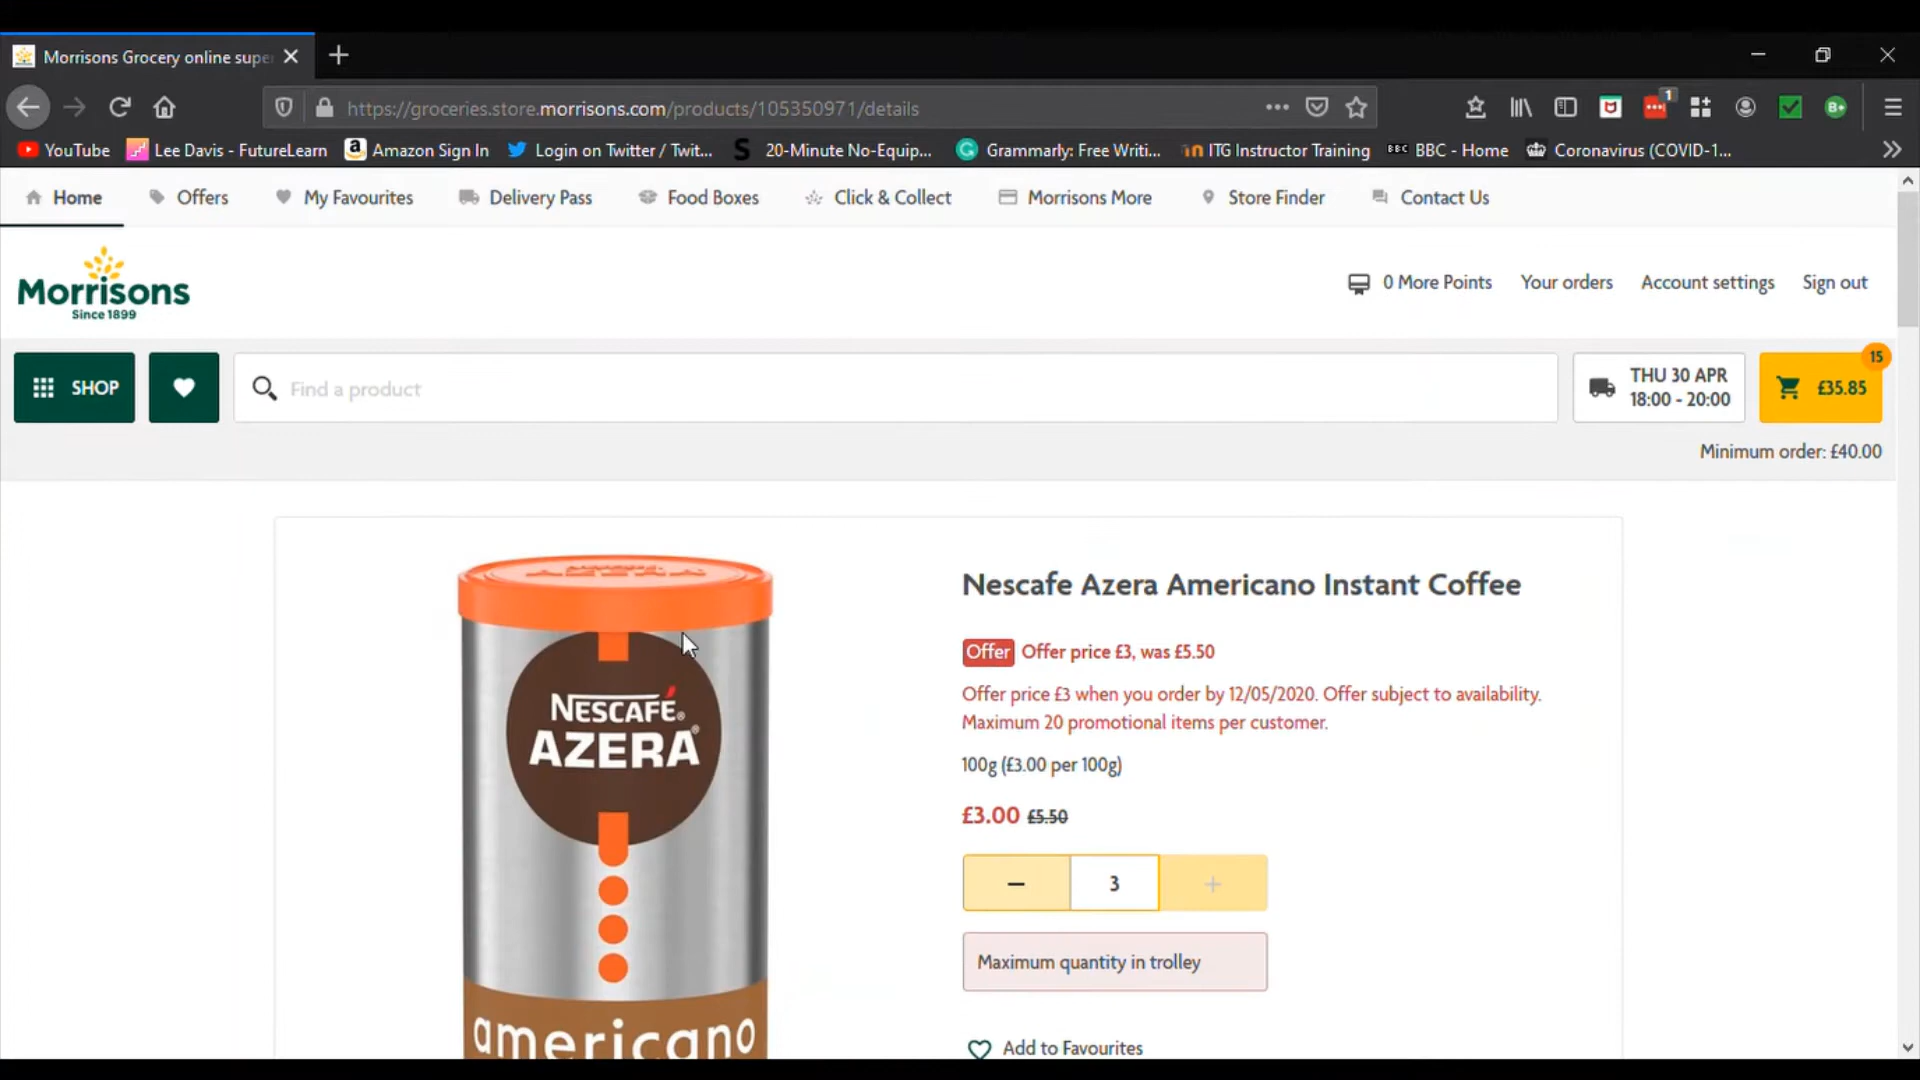 Morrisons Grocery online supe
https://groceries.store.morrisons.com/products/105350971/details
1
B+
YouTube
Lee Davis - FutureLearn
Amazon Sign In
Login on Twitter / Twit...
20-Minute No-Equip...
Grammarly: Free Writi...
ITG Instructor Training
BBC - Home
Coronavirus (COVID-1...
Home
Offers
My Favourites
Delivery Pass
Food Boxes
Click & Collect
Morrisons More
Store Finder
Contact Us
Morrisons
Since 1899
0 More Points
Your orders
Account settings
Sign out
SHOP
Find a product
THU 30 APR
18:00 - 20:00
15
£35.85
Minimum order: £40.00
AZERA
NESCAFÉ®
AZERA®
americano
Nescafe Azera Americano Instant Coffee
Offer Offer price £3, was £5.50
Offer price £3 when you order by 12/05/2020. Offer subject to availability.
Maximum 20 promotional items per customer.
100g (£3.00 per 100g)
£3.00 £5.50
3
Maximum quantity in trolley
Add to Favourites